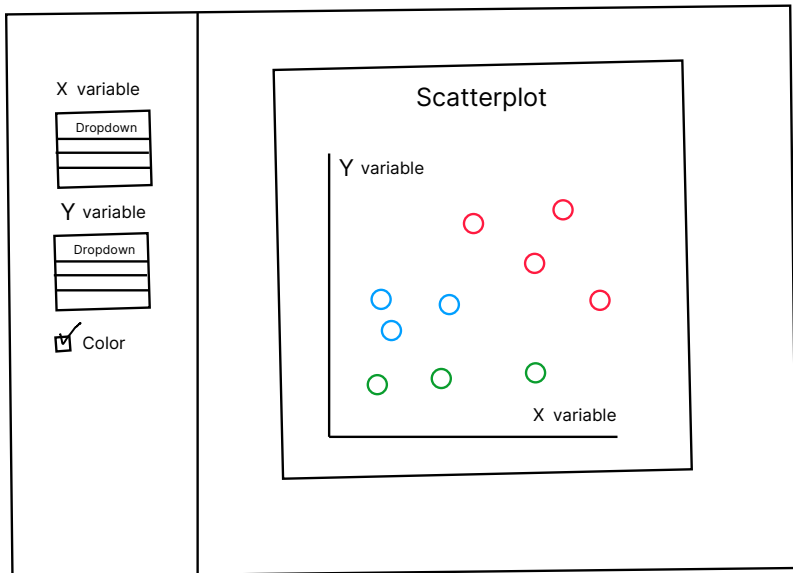 X variable
Dropdown
Y variable
Dropdown
Color
Scatterplot
Y variable
X variable